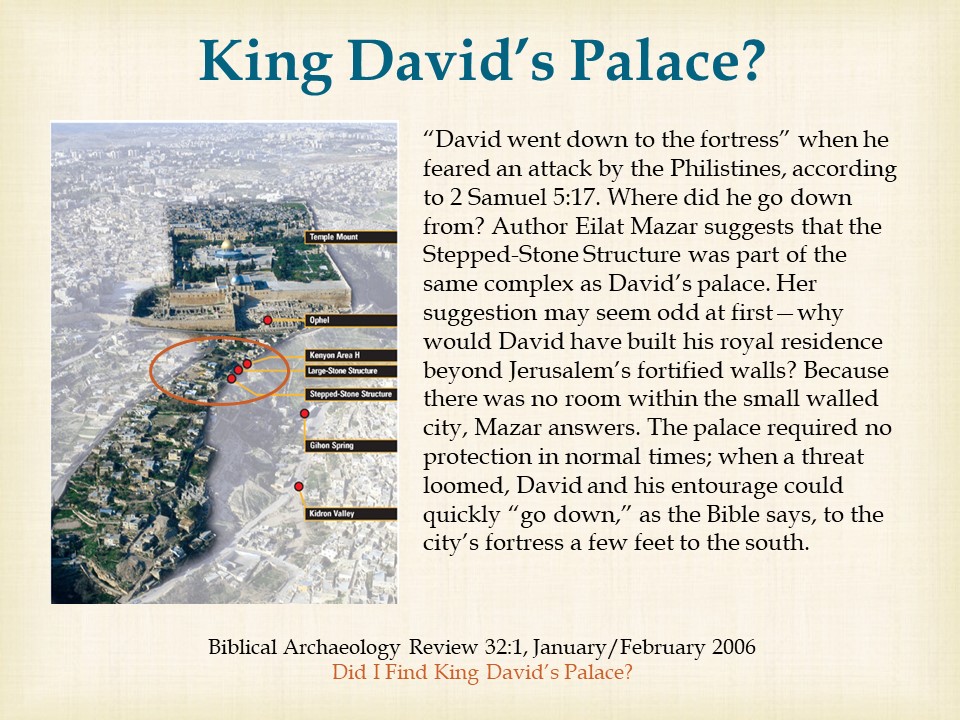 King David’s Palace?
Temple Mount
Ophel
Kenyon Area H
Large-Stone Structure
Stepped-Stone Structure
Gihon Spring
Kidron Valley
“David went down to the fortress” when he
feared an attack by the Philistines, according
to 2 Samuel 5:17. Where did he go down
from? Author Eilat Mazar suggests that the
Stepped-Stone Structure was part of the
same complex as David’s palace. Her
suggestion may seem odd at first—why
would David have built his royal residence
beyond Jerusalem’s fortified walls? Because
there was no room within the small walled
city, Mazar answers. The palace required no
protection in normal times; when a threat
loomed, David and his entourage could
quickly “go down,” as the Bible says, to the
city’s fortress a few feet to the south.
Biblical Archaeology Review 32:1, January/February 2006
Did I Find King David’s Palace?